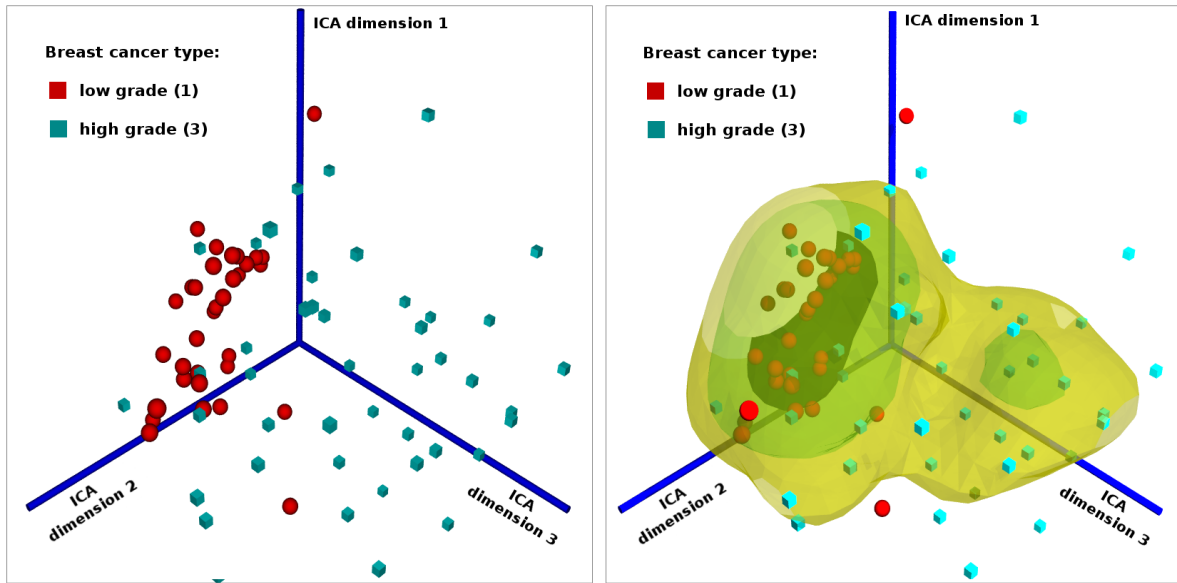 ICA dimension 1
Breast cancer type:
low grade (1)
high grade (3)
ICA
dimension 2
ICA
dimension 3
ICA dimension 1
Breast cancer type:
low grade (1)
high grade (3)
ICA
dimension 2
ICA
dimension 3